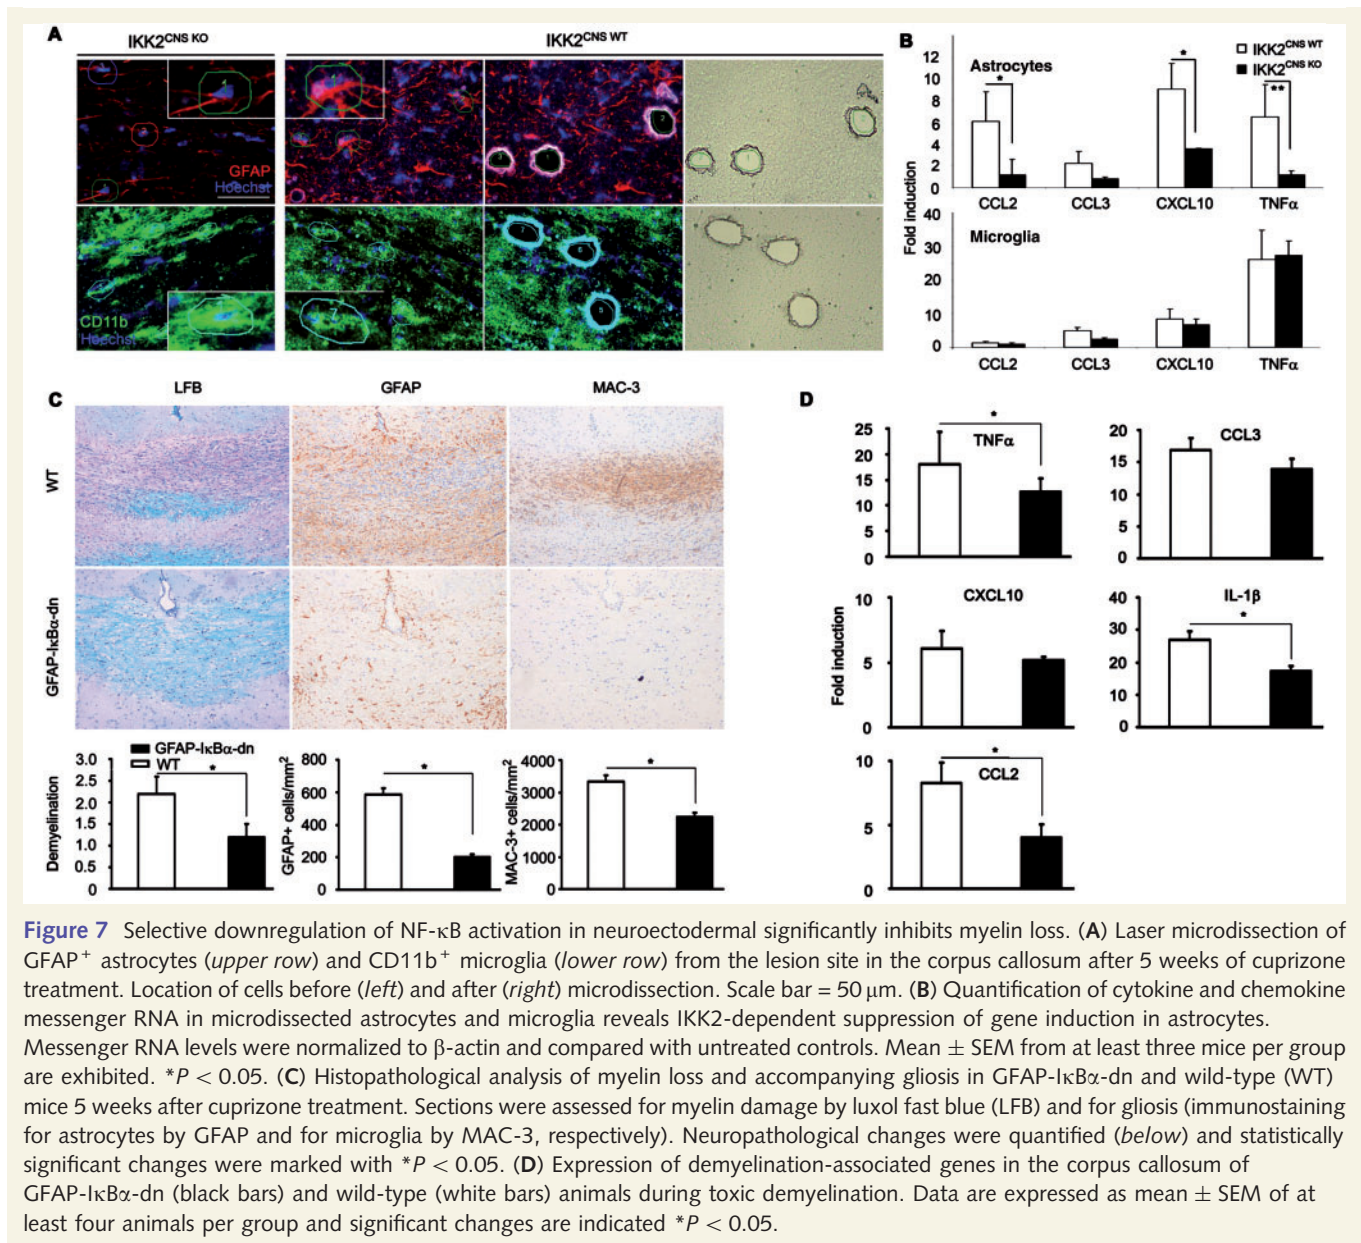 A
IKK2CNS KO
IKK2CNS WT
GFAP
Hoechst
CD11b
Hoechst
B
12
10
8
6
4
2
0
Astrocytes
IKK2CNS WT
IKK2CNS KO
*
*
**
CCL2 CCL3 CXCL10 TNFα
Fold induction
40
30
20
10
0
Microglia
CCL2 CCL3 CXCL10 TNFα
C
LFB GFAP MAC-3
WT
GFAP-IκBα-dn
GFAP-IκBα-dn
WT
Demyelination
3.0
2.5
2.0
1.5
1.0
0.5
0
*
GFAP+ cells/mm²
800
600
400
200
0
*
MAC-3+ cells/mm²
4000
3000
2000
1000
0
*
D
25
20
15
10
5
0
*
TNFα
20
15
10
5
0
CCL3
Fold induction
10
5
0
CXCL10
40
30
20
10
0
IL-1β
*
10
5
0
*
CCL2
Figure 7 Selective downregulation of NF-κB activation in neuroectodermal significantly inhibits myelin loss. (A) Laser microdissection of
GFAP⁺ astrocytes (upper row) and CD11b⁺ microglia (lower row) from the lesion site in the corpus callosum after 5 weeks of cuprizone
treatment. Location of cells before (left) and after (right) microdissection. Scale bar = 50 μm. (B) Quantification of cytokine and chemokine
messenger RNA in microdissected astrocytes and microglia reveals IKK2-dependent suppression of gene induction in astrocytes.
Messenger RNA levels were normalized to β-actin and compared with untreated controls. Mean ± SEM from at least three mice per group
are exhibited. *P < 0.05. (C) Histopathological analysis of myelin loss and accompanying gliosis in GFAP-IκBα-dn and wild-type (WT)
mice 5 weeks after cuprizone treatment. Sections were assessed for myelin damage by luxol fast blue (LFB) and for gliosis (immunostaining
for astrocytes by GFAP and for microglia by MAC-3, respectively). Neuropathological changes were quantified (below) and statistically
significant changes were marked with *P < 0.05. (D) Expression of demyelination-associated genes in the corpus callosum of
GFAP-IκBα-dn (black bars) and wild-type (white bars) animals during toxic demyelination. Data are expressed as mean ± SEM of at
least four animals per group and significant changes are indicated *P < 0.05.